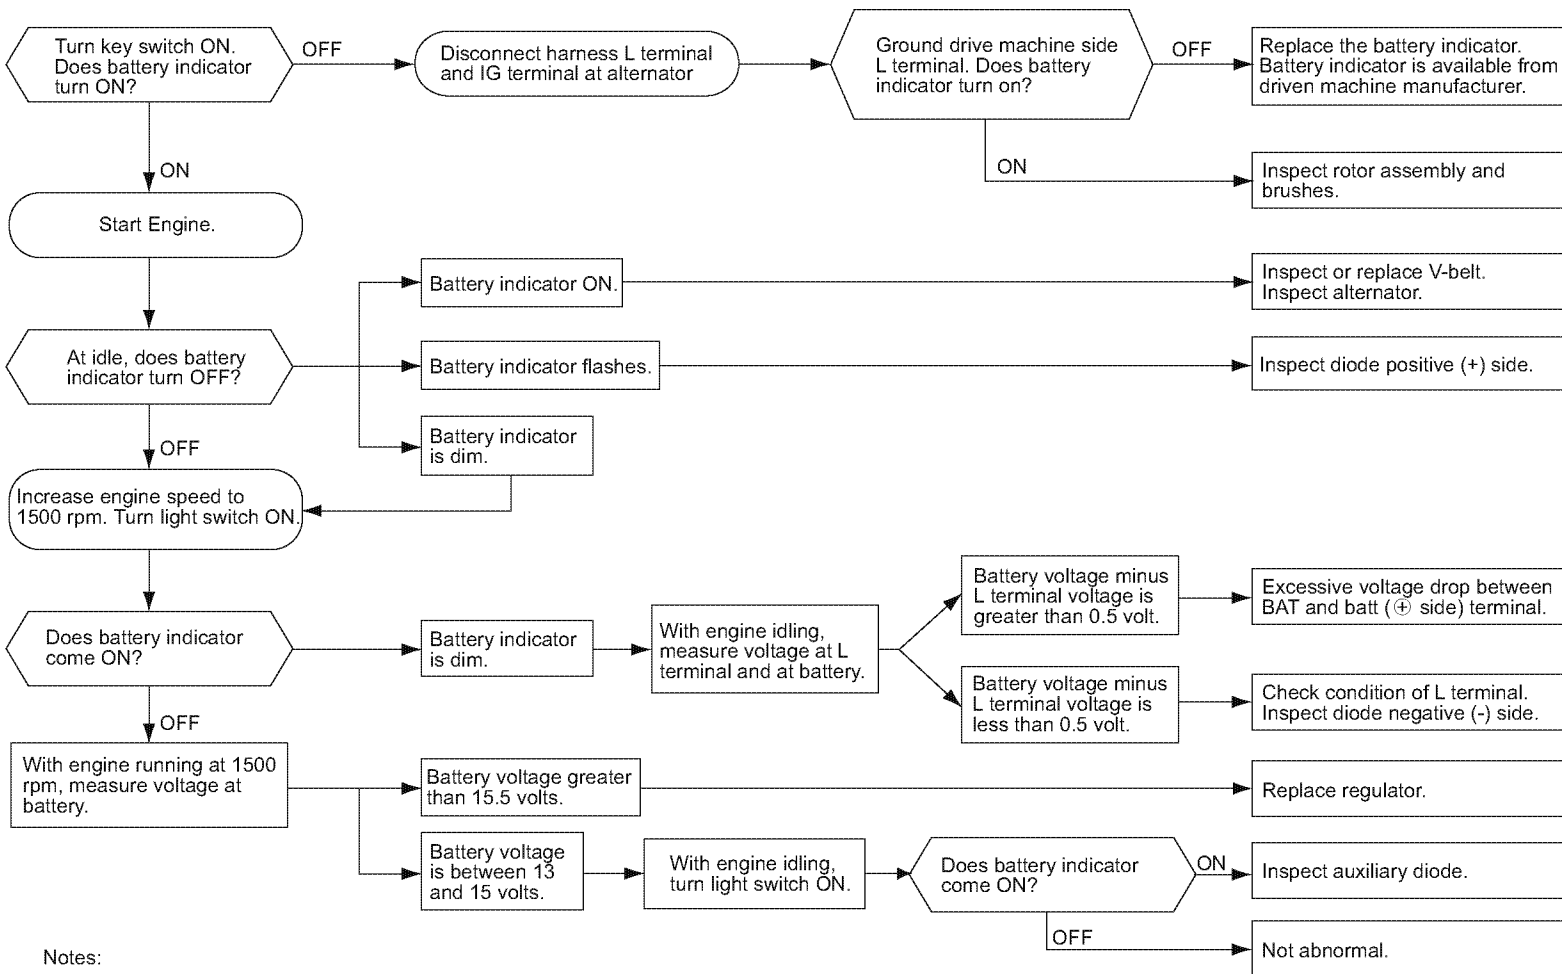 Turn key switch ON.
Does battery indicator
turn ON?
OFF
Disconnect harness L terminal
and IG terminal at alternator
Ground drive machine side
L terminal. Does battery
indicator turn on?
OFF
Replace the battery indicator.
Battery indicator is available from
driven machine manufacturer.
ON
ON
Inspect rotor assembly and
brushes.
Start Engine.
Battery indicator ON.
Inspect or replace V-belt.
Inspect alternator.
At idle, does battery
indicator turn OFF?
Battery indicator flashes.
Inspect diode positive (+) side.
Battery indicator
is dim.
OFF
Increase engine speed to
1500 rpm. Turn light switch ON.
Does battery indicator
come ON?
Battery indicator
is dim.
With engine idling,
measure voltage at L
terminal and at battery.
Battery voltage minus
L terminal voltage is
greater than 0.5 volt.
Excessive voltage drop between
BAT and batt (⊕ side) terminal.
Battery voltage minus
L terminal voltage is
less than 0.5 volt.
Check condition of L terminal.
Inspect diode negative (-) side.
OFF
With engine running at 1500
rpm, measure voltage at
battery.
Battery voltage greater
than 15.5 volts.
Replace regulator.
Battery voltage
is between 13
and 15 volts.
With engine idling,
turn light switch ON.
Does battery indicator
come ON?
ON
Inspect auxiliary diode.
OFF
Not abnormal.
Notes: